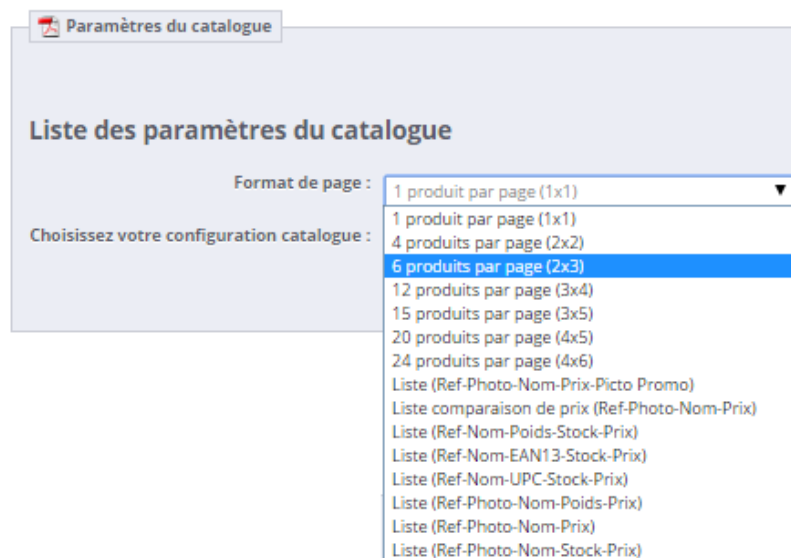 Paramètres du catalogue
Liste des paramètres du catalogue
Format de page :
1 produit par page (1x1)
Choisissez votre configuration catalogue :
1 produit par page (1x1)
4 produits par page (2x2)
6 produits par page (2x3)
12 produits par page (3x4)
15 produits par page (3x5)
20 produits par page (4x5)
24 produits par page (4x6)
Liste (Ref-Photo-Nom-Prix-Picto Promo)
Liste comparaison de prix (Ref-Photo-Nom-Prix)
Liste (Ref-Nom-Poids-Stock-Prix)
Liste (Ref-Nom-EAN13-Stock-Prix)
Liste (Ref-Nom-UPC-Stock-Prix)
Liste (Ref-Photo-Nom-Poids-Prix)
Liste (Ref-Photo-Nom-Prix)
Liste (Ref-Photo-Nom-Stock-Prix)